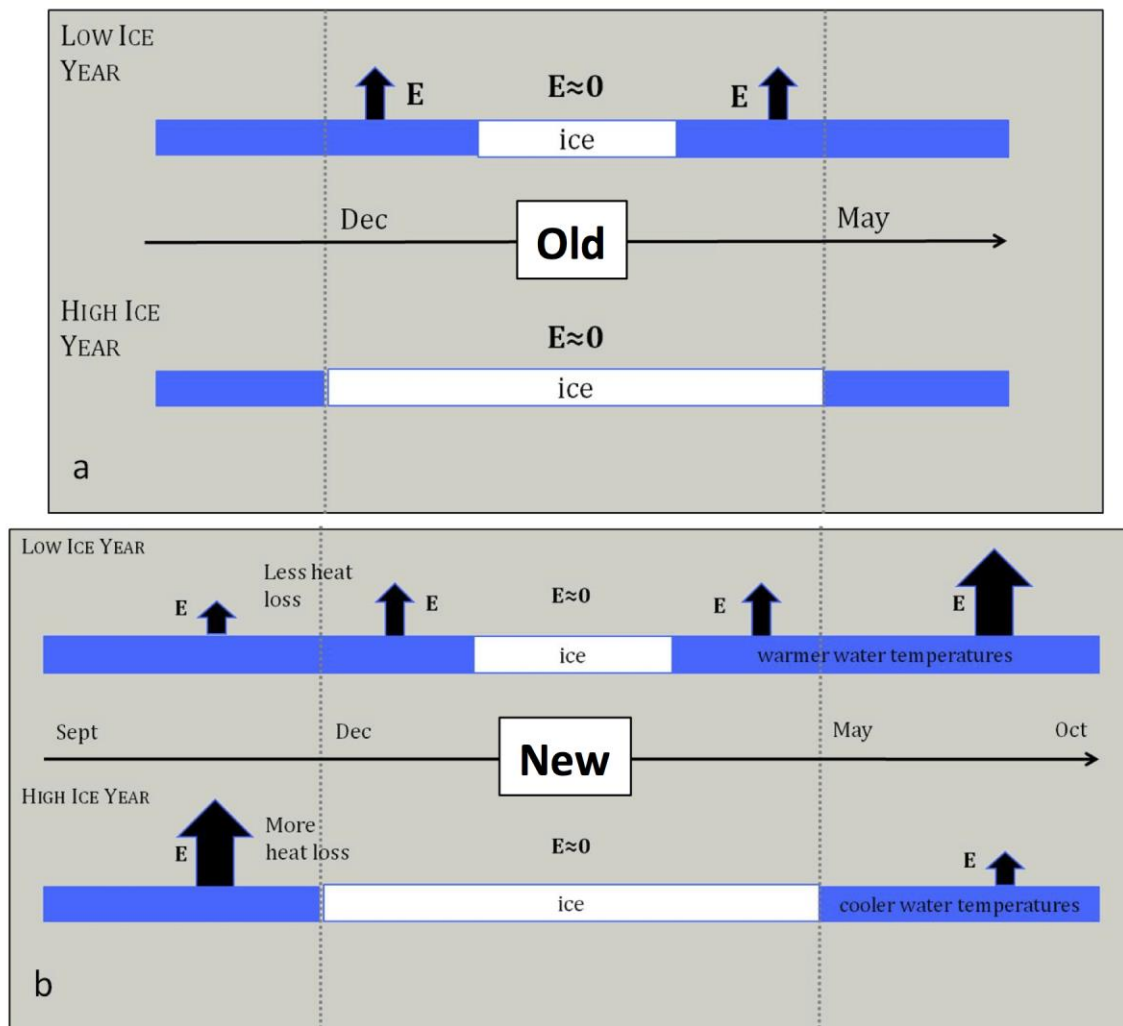 LOW ICE
YEAR
E
E≈0
E
ice
Dec
Old
May
HIGH ICE
YEAR
E≈0
ice
a
LOW ICE YEAR
Less heat
loss
E
E
E≈0
E
E
ice
warmer water temperatures
Sept
Dec
New
May
Oct
HIGH ICE YEAR
More
heat loss
E
E≈0
E
ice
cooler water temperatures
b